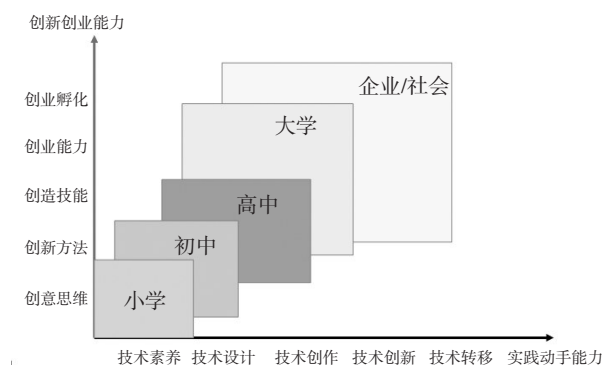 创新创业能力
企业/社会
创业孵化
大学
创业能力
创造技能
高中
创新方法
初中
创意思维
小学
技术素养 技术设计 技术创作 技术创新 技术转移 实践动手能力